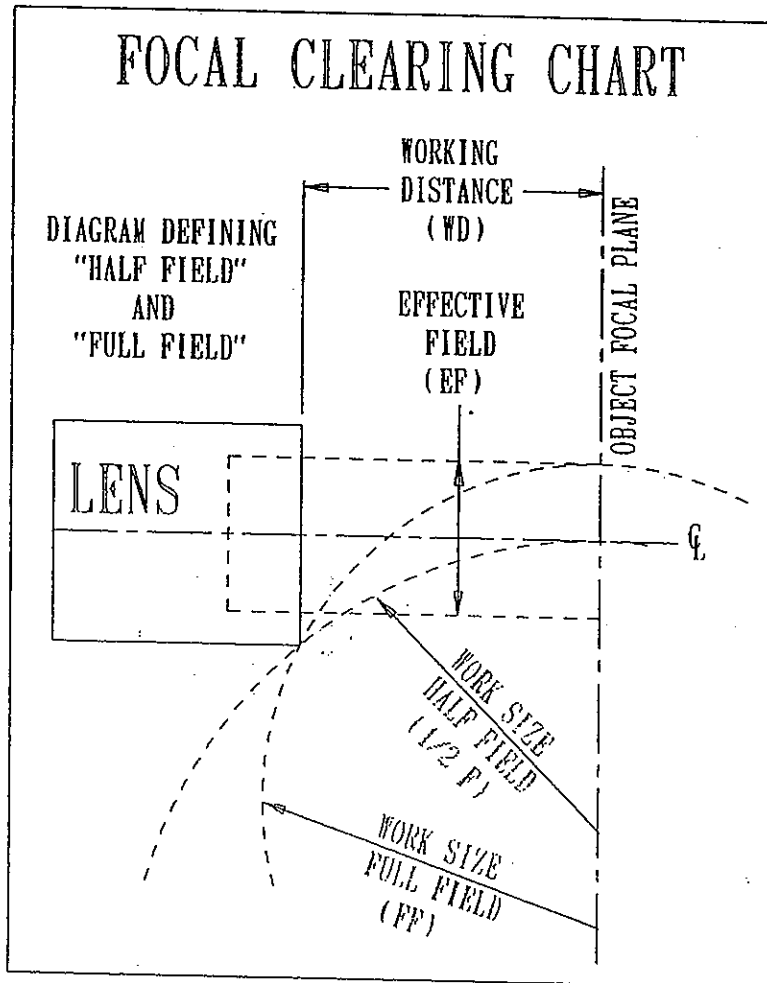 FOCAL CLEARING CHART
WORKING
DISTANCE
(WD)
DIAGRAM DEFINING
"HALF FIELD"
AND
"FULL FIELD"
EFFECTIVE
FIELD
(EF)
OBJECT FOCAL PLANE
LENS
℄
WORK SIZE
HALF FIELD
(1/2 F)
WORK SIZE
FULL FIELD
(FF)